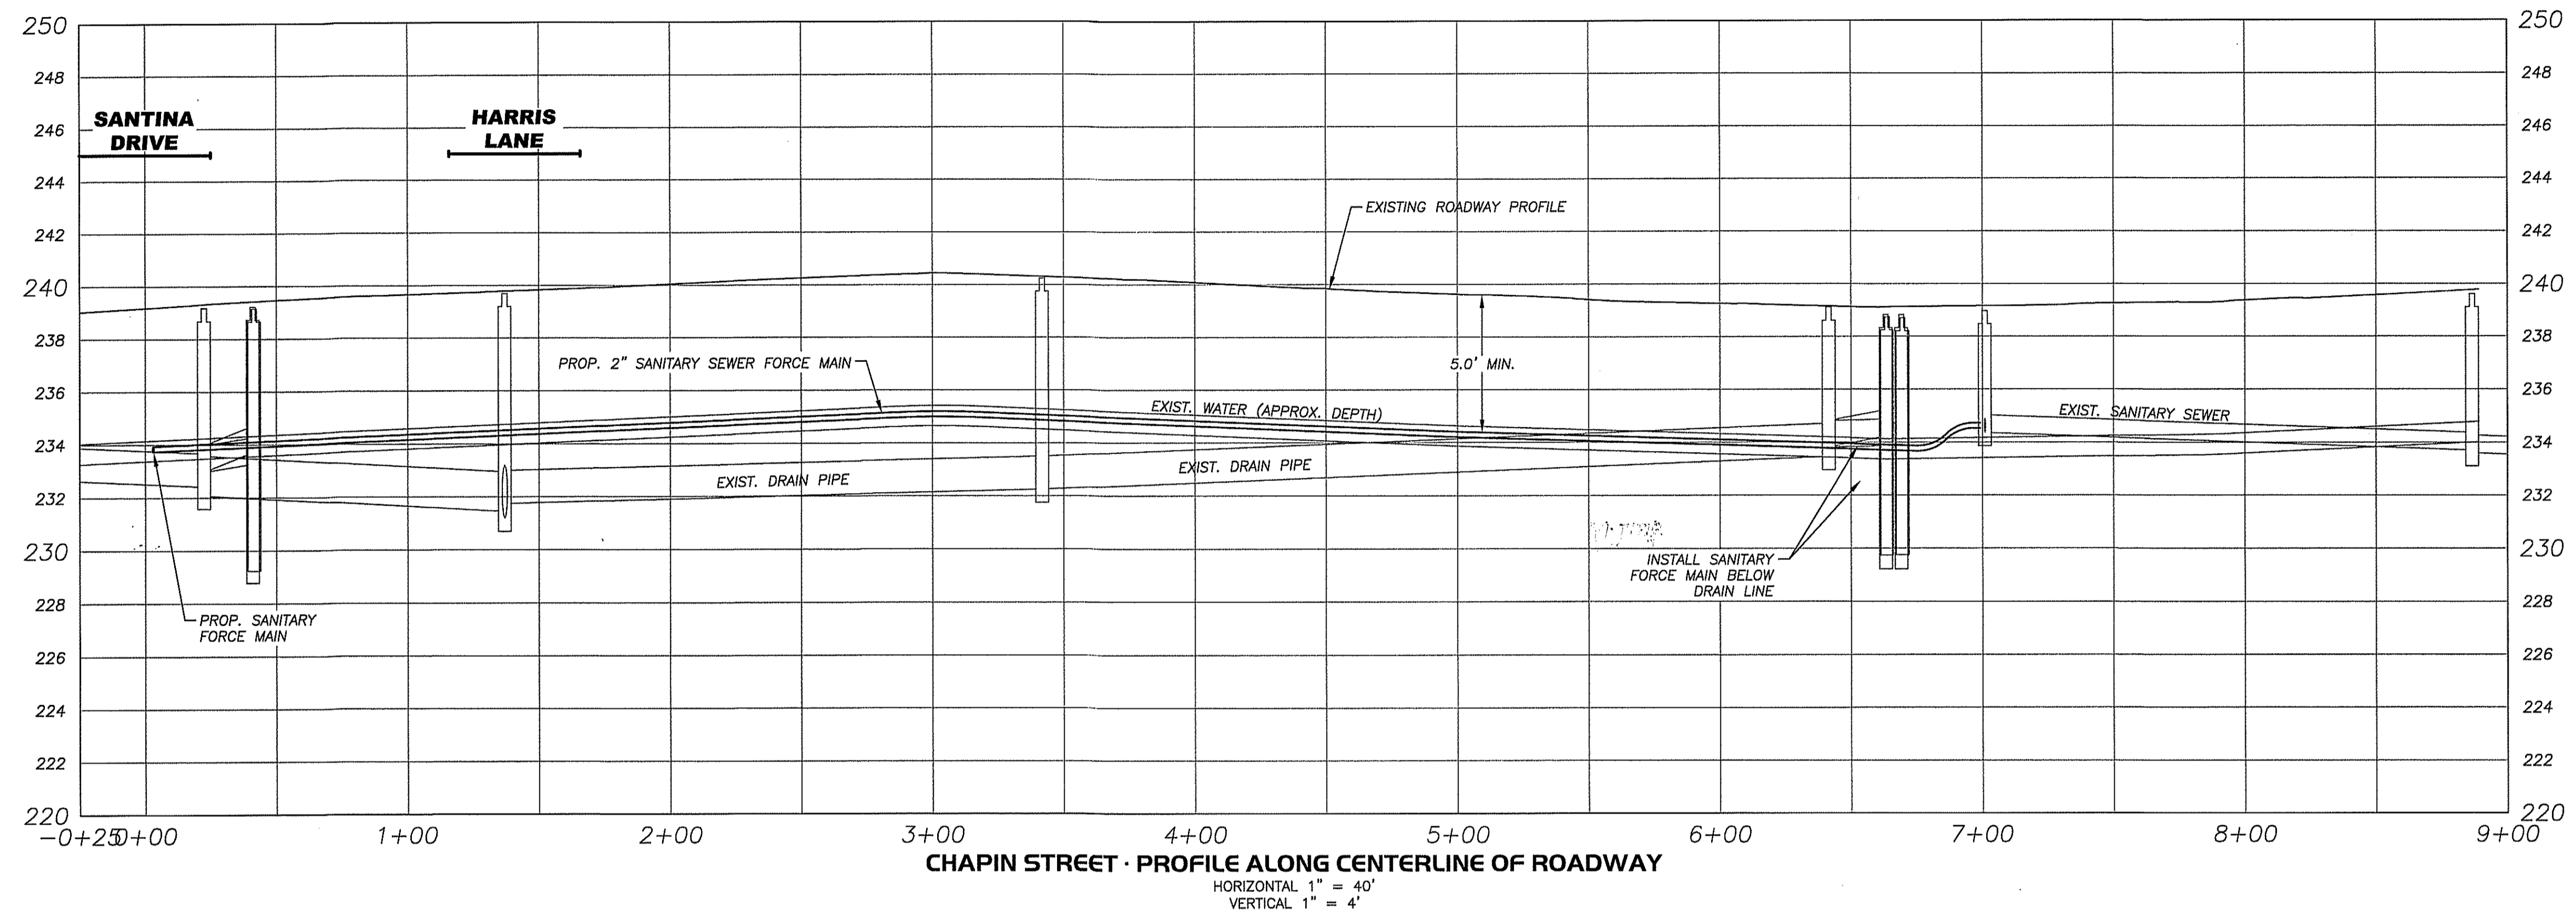 250
248
246
244
242
240
238
236
234
232
230
228
226
224
222
220
SANTINA
DRIVE
HARRIS
LANE
EXISTING ROADWAY PROFILE
PROP. 2" SANITARY SEWER FORCE MAIN
5.0' MIN.
EXIST. WATER (APPROX. DEPTH)
EXIST. SANITARY SEWER
EXIST. DRAIN PIPE
EXIST. DRAIN PIPE
INSTALL SANITARY
FORCE MAIN BELOW
DRAIN LINE
PROP. SANITARY
FORCE MAIN
250
248
246
244
242
240
238
236
234
232
230
228
226
224
222
220
-0+25 0+00 1+00 2+00 3+00 4+00 5+00 6+00 7+00 8+00 9+00
CHAPIN STREET · PROFILE ALONG CENTERLINE OF ROADWAY
HORIZONTAL 1" = 40'
VERTICAL 1" = 4'